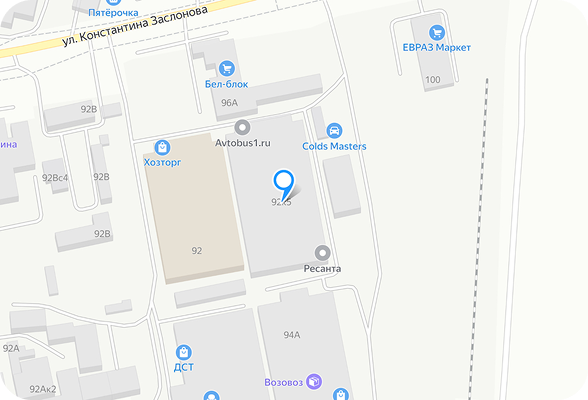 Пятёрочка
ул. Константина Заслонова
ЕВРАЗ Маркет
100
Бел-блок
96А
92В
Avtobus1.ru
Colds Masters
ина
Хозторг
92Вс4
92В
92к5
92В
92
Ресанта
94А
92А
ДСТ
92Ак2
Возовоз